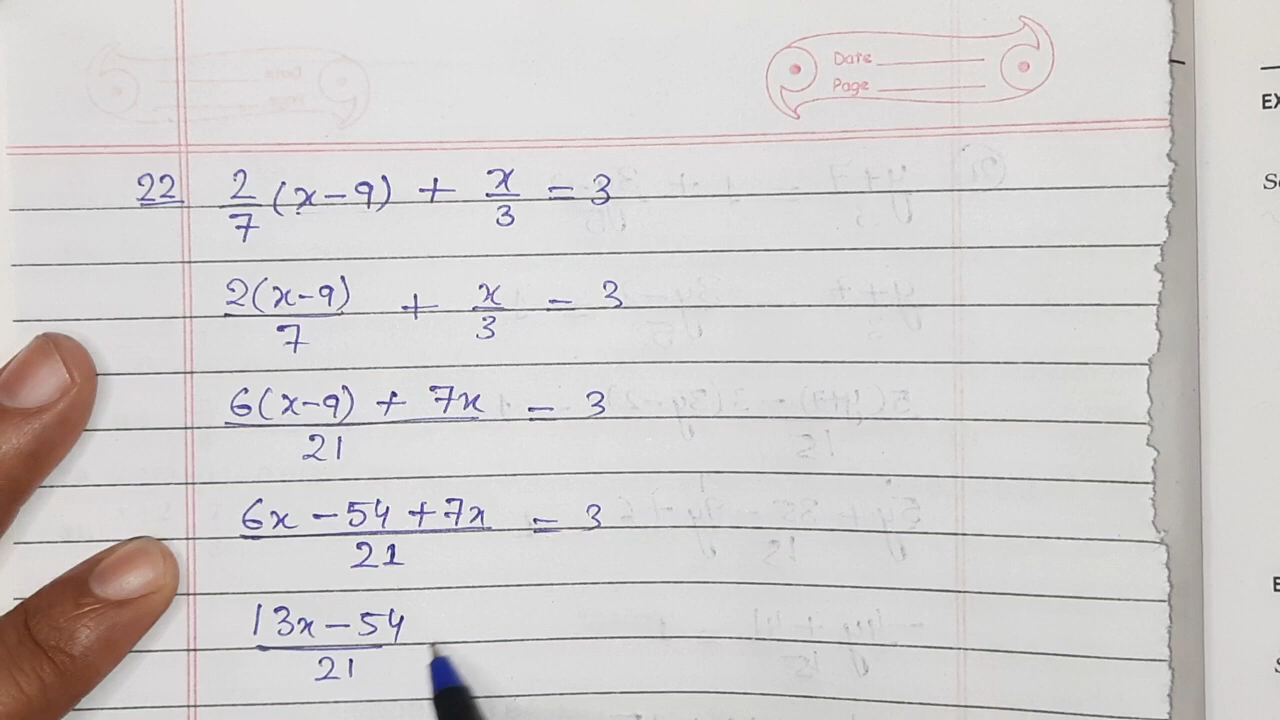 Date
Page
22 2/7 (x-9) + x/3 = 3
2(x-9)/7 + x/3 = 3
6(x-9) + 7x / 21 = 3
6x - 54 + 7x / 21 = 3
13x - 54 / 21
EX